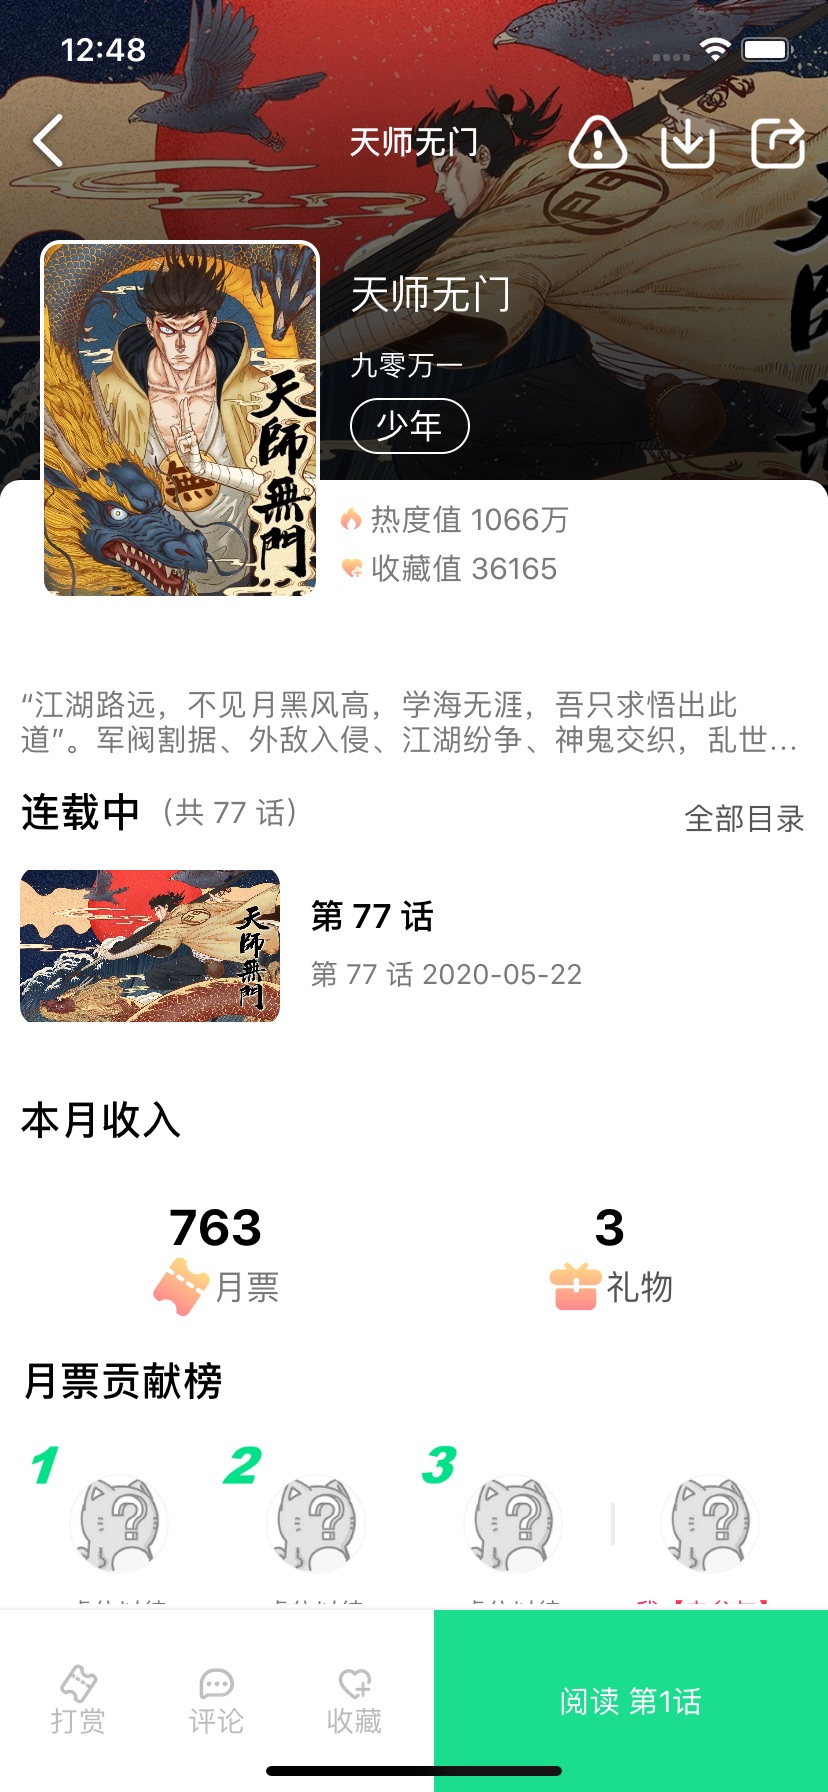 12:48
天师无门
天师无门
九零万一
少年
天師無門
無
热度值 1066万
收藏值 36165
“江湖路远，不见月黑风高，学海无涯，吾只求悟出此
道”。军阀割据、外敌入侵、江湖纷争、神鬼交织，乱世...
连载中（共 77 话）
全部目录
天師無門
第 77 话
第 77 话 2020-05-22
本月收入
763
月票
3
礼物
月票贡献榜
1
2
3
打赏
评论
收藏
阅读 第1话